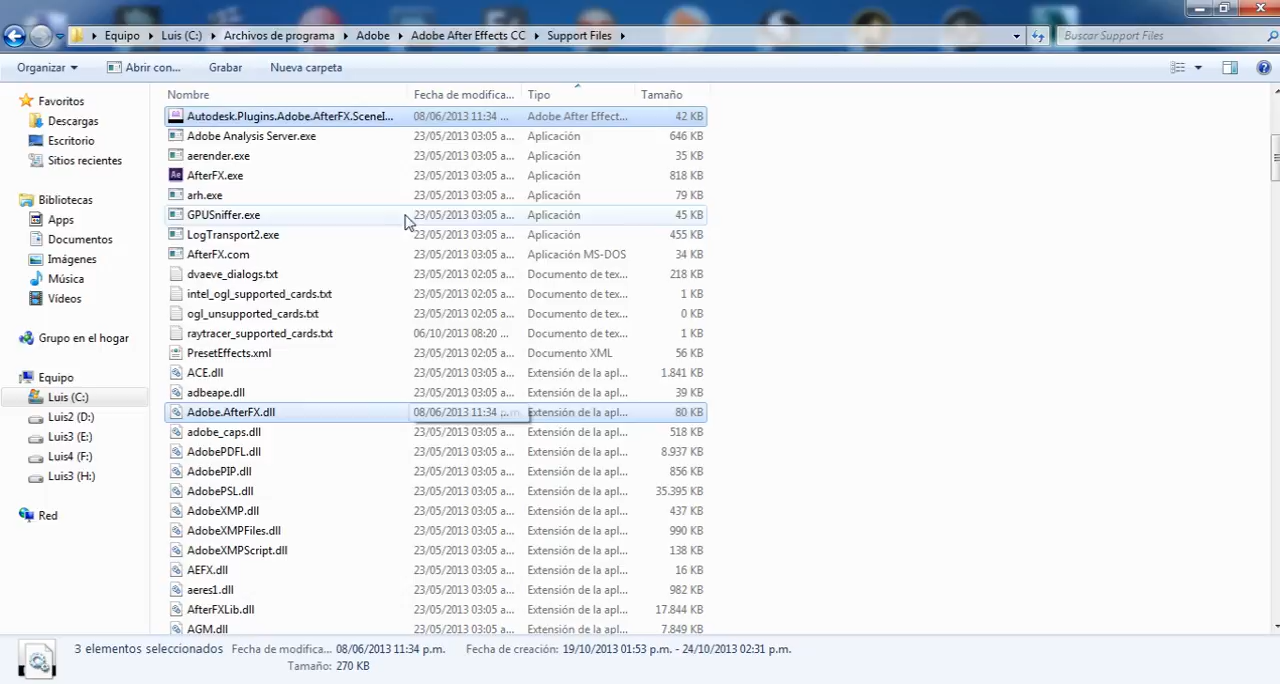 Equipo Luis (C:) Archivos de programa Adobe Adobe After Effects CC Support Files Buscar Support Files
Organizar Abrir con... Grabar Nueva carpeta
Nombre Fecha de modifica... Tipo Tamaño
Favoritos
Descargas
Escritorio
Sitios recientes
Bibliotecas
Apps
Documentos
Imágenes
Música
Vídeos
Grupo en el hogar
Equipo
Luis (C:)
Luis2 (D:)
Luis3 (E:)
Luis4 (F:)
Luis3 (H:)
Red
Autodesk.Plugins.Adobe.AfterFX.SceneI... 08/06/2013 11:34 ... Adobe After Effect... 42 KB
Adobe Analysis Server.exe 23/05/2013 03:05 a... Aplicación 646 KB
aerender.exe 23/05/2013 03:05 a... Aplicación 35 KB
Ae AfterFX.exe 23/05/2013 03:05 a... Aplicación 818 KB
arh.exe 23/05/2013 03:05 a... Aplicación 79 KB
GPUSniffer.exe 23/05/2013 03:05 a... Aplicación 45 KB
LogTransport2.exe 23/05/2013 03:05 a... Aplicación 455 KB
AfterFX.com 23/05/2013 03:05 a... Aplicación MS-DOS 34 KB
dvaeve_dialogs.txt 23/05/2013 02:05 a... Documento de tex... 218 KB
intel_ogl_supported_cards.txt 23/05/2013 02:05 a... Documento de tex... 1 KB
ogl_unsupported_cards.txt 23/05/2013 02:05 a... Documento de tex... 0 KB
raytracer_supported_cards.txt 06/10/2013 08:20 ... Documento de tex... 1 KB
PresetEffects.xml 23/05/2013 02:05 a... Documento XML 56 KB
ACE.dll 23/05/2013 03:05 a... Extensión de la apl... 1.841 KB
adbeape.dll 23/05/2013 03:05 a... Extensión de la apl... 39 KB
Adobe.AfterFX.dll 08/06/2013 11:34 p.m. Extensión de la apl... 80 KB
adobe_caps.dll 23/05/2013 03:05 a... Extensión de la apl... 518 KB
AdobePDFL.dll 23/05/2013 03:05 a... Extensión de la apl... 8.937 KB
AdobePIP.dll 23/05/2013 03:05 a... Extensión de la apl... 856 KB
AdobePSL.dll 23/05/2013 03:05 a... Extensión de la apl... 35.395 KB
AdobeXMP.dll 23/05/2013 03:05 a... Extensión de la apl... 437 KB
AdobeXMPFiles.dll 23/05/2013 03:05 a... Extensión de la apl... 990 KB
AdobeXMPScript.dll 23/05/2013 03:05 a... Extensión de la apl... 138 KB
AEFX.dll 23/05/2013 03:05 a... Extensión de la apl... 16 KB
aeres1.dll 23/05/2013 03:05 a... Extensión de la apl... 982 KB
AfterFXLib.dll 23/05/2013 03:05 a... Extensión de la apl... 17.844 KB
AGM.dll 23/05/2013 03:05 a... Extensión de la apl... 7.849 KB
3 elementos seleccionados Fecha de modifica... 08/06/2013 11:34 p.m. Fecha de creación: 19/10/2013 01:53 p.m. - 24/10/2013 02:31 p.m.
Tamaño: 270 KB